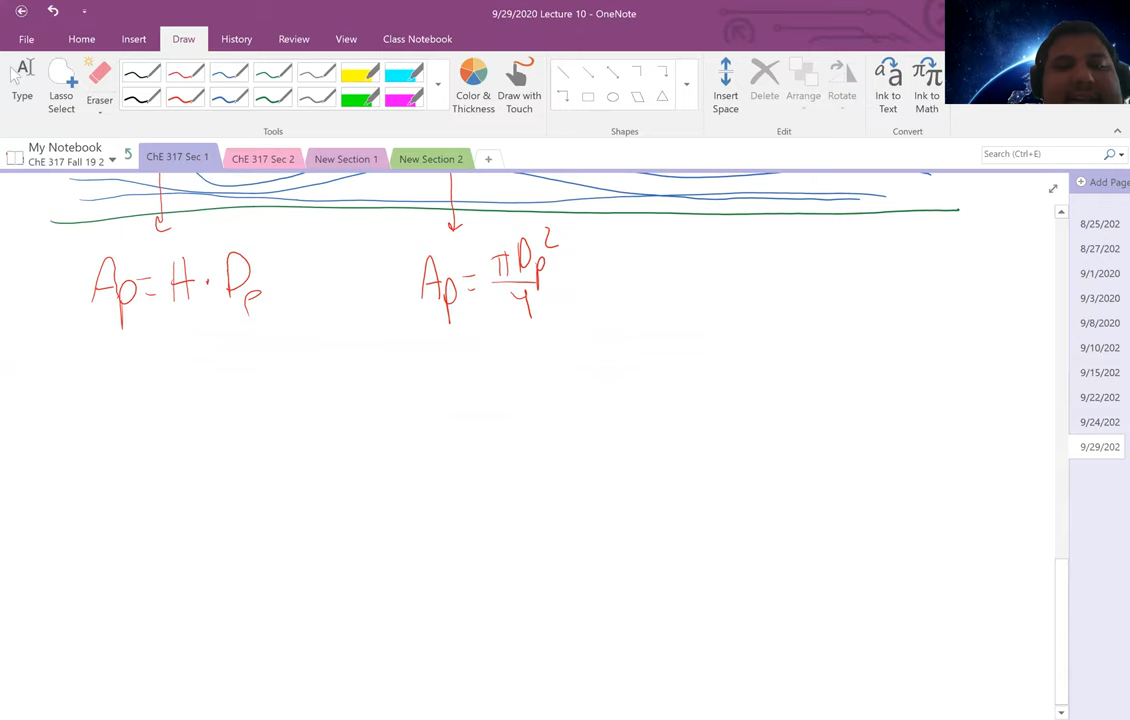 9/29/2020 Lecture 10 - OneNote
File Home Insert Draw History Review View Class Notebook
Type
Lasso Select
Eraser
Color & Thickness
Draw with Touch
Insert Space
Delete
Arrange
Rotate
Ink to Text
Ink to Math
Tools Shapes Edit Convert
My Notebook
ChE 317 Fall 19 2
ChE 317 Sec 1 ChE 317 Sec 2 New Section 1 New Section 2 +
Search (Ctrl+E)
Add Page
8/25/202
8/27/202
9/1/2020
9/3/2020
9/8/2020
9/10/202
9/15/202
9/22/202
9/24/202
9/29/202
Ap = H · Dp
Ap = πDp²/4